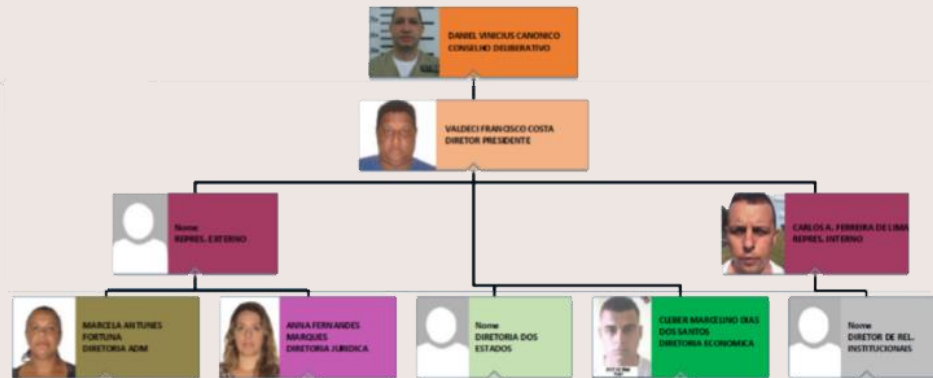 DANIEL VINICIUS CANONICO
CONSELHO DELIBERATIVO
VALDECI FRANCISCO COSTA
DIRETOR PRESIDENTE
Nome
REPRES. EXTERNO
CARLOS A. FERREIRA DE LIMA
REPRES. INTERNO
MARCELA ANTUNES
FORTUNA
DIRETORIA ADM
ANNA FERNANDES
MARQUES
DIRETORIA JURIDICA
Nome
DIRETORIA DOS
ESTADOS
CLEBER MARCELINO DIAS
DOS SANTOS
DIRETORIA ECONOMICA
Nome
DIRETOR DE REL.
INSTITUCIONAIS